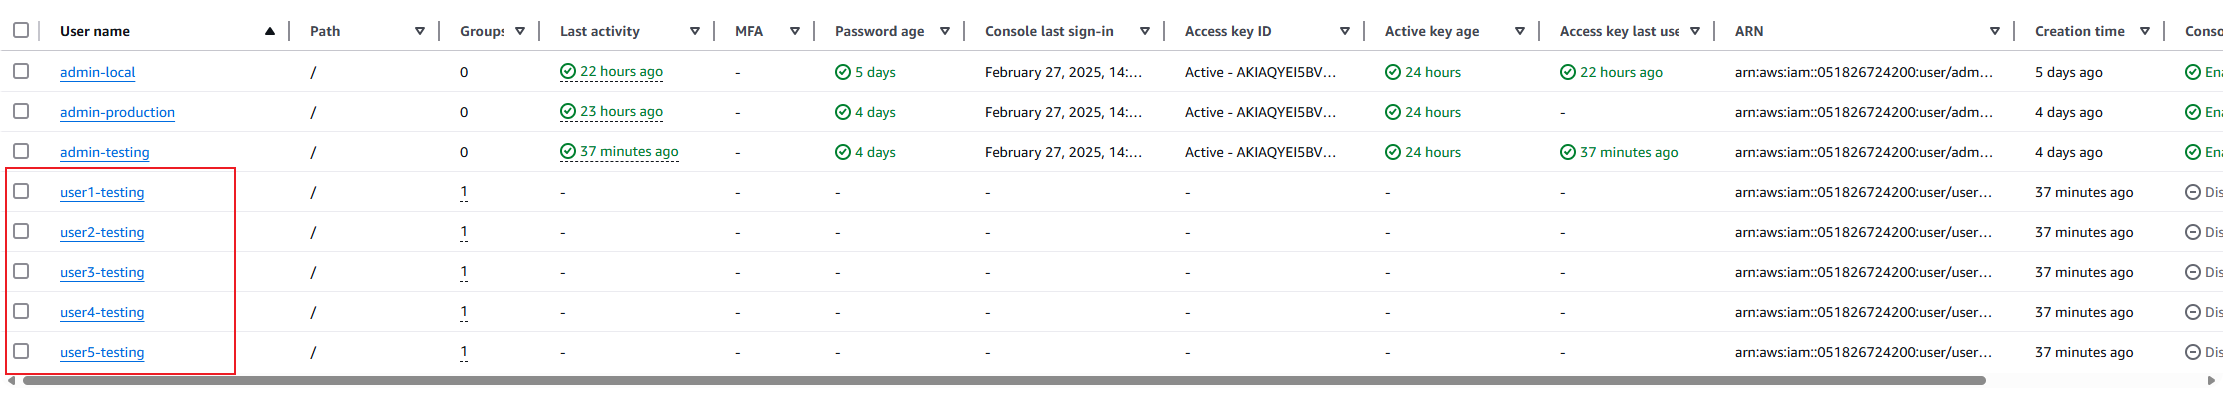 User name Path Groups Last activity MFA Password age Console last sign-in Access key ID Active key age Access key last use ARN Creation time Conso
admin-local / 0 22 hours ago - 5 days February 27, 2025, 14:... Active - AKIAQYEI5BV... 24 hours 22 hours ago arn:aws:iam::051826724200:user/adm... 5 days ago Ena
admin-production / 0 23 hours ago - 4 days February 27, 2025, 14:... Active - AKIAQYEI5BV... 24 hours - arn:aws:iam::051826724200:user/adm... 4 days ago Ena
admin-testing / 0 37 minutes ago - 4 days February 27, 2025, 14:... Active - AKIAQYEI5BV... 24 hours 37 minutes ago arn:aws:iam::051826724200:user/adm... 4 days ago Ena
user1-testing / 1 - - - - - - - arn:aws:iam::051826724200:user/user... 37 minutes ago Dis
user2-testing / 1 - - - - - - - arn:aws:iam::051826724200:user/user... 37 minutes ago Dis
user3-testing / 1 - - - - - - - arn:aws:iam::051826724200:user/user... 37 minutes ago Dis
user4-testing / 1 - - - - - - - arn:aws:iam::051826724200:user/user... 37 minutes ago Dis
user5-testing / 1 - - - - - - - arn:aws:iam::051826724200:user/user... 37 minutes ago Dis